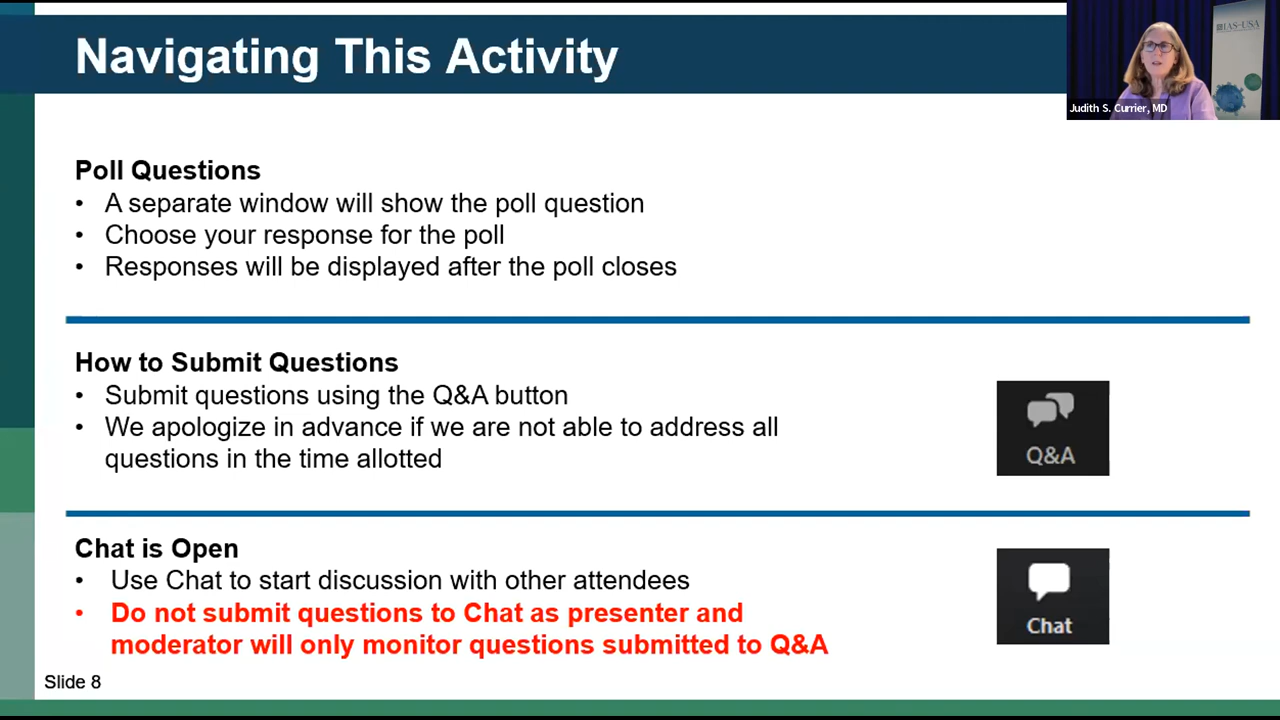 Navigating This Activity
IAS-USA
Judith S. Currier, MD
Poll Questions
• A separate window will show the poll question
• Choose your response for the poll
• Responses will be displayed after the poll closes
How to Submit Questions
• Submit questions using the Q&A button
• We apologize in advance if we are not able to address all
questions in the time allotted
Q&A
Chat is Open
• Use Chat to start discussion with other attendees
• Do not submit questions to Chat as presenter and
moderator will only monitor questions submitted to Q&A
Chat
Slide 8